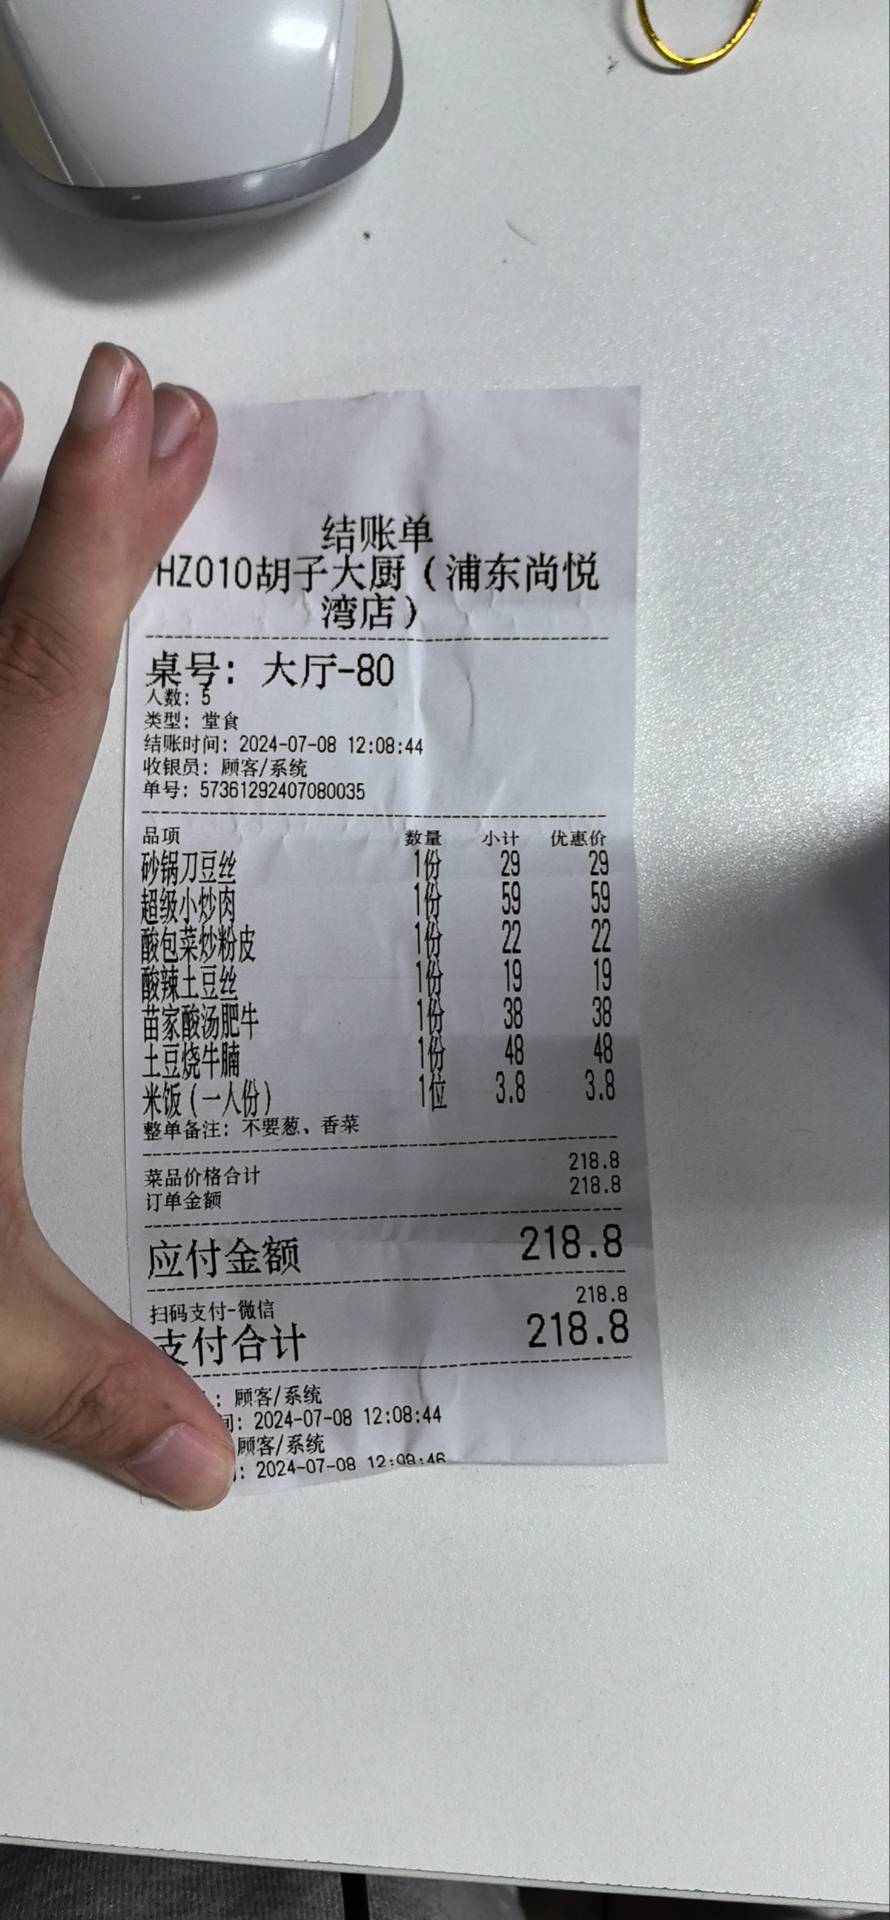 结账单
HZ010胡子大厨（浦东尚悦
湾店）
桌号：大厅-80
人数：5
类型：堂食
结账时间：2024-07-08 12:08:44
收银员：顾客/系统
单号：57361292407080035
品项 数量 小计 优惠价
砂锅刀豆丝 1份 29 29
超级小炒肉 1份 59 59
酸包菜炒粉皮 1份 22 22
酸辣土豆丝 1份 19 19
苗家酸汤肥牛 1份 38 38
土豆烧牛腩 1份 48 48
米饭（一人份） 1位 3.8 3.8
整单备注：不要葱、香菜
菜品价格合计 218.8
订单金额 218.8
应付金额 218.8
扫码支付-微信 218.8
支付合计 218.8
：顾客/系统
间：2024-07-08 12:08:44
顾客/系统
：2024-07-08 12:08:46